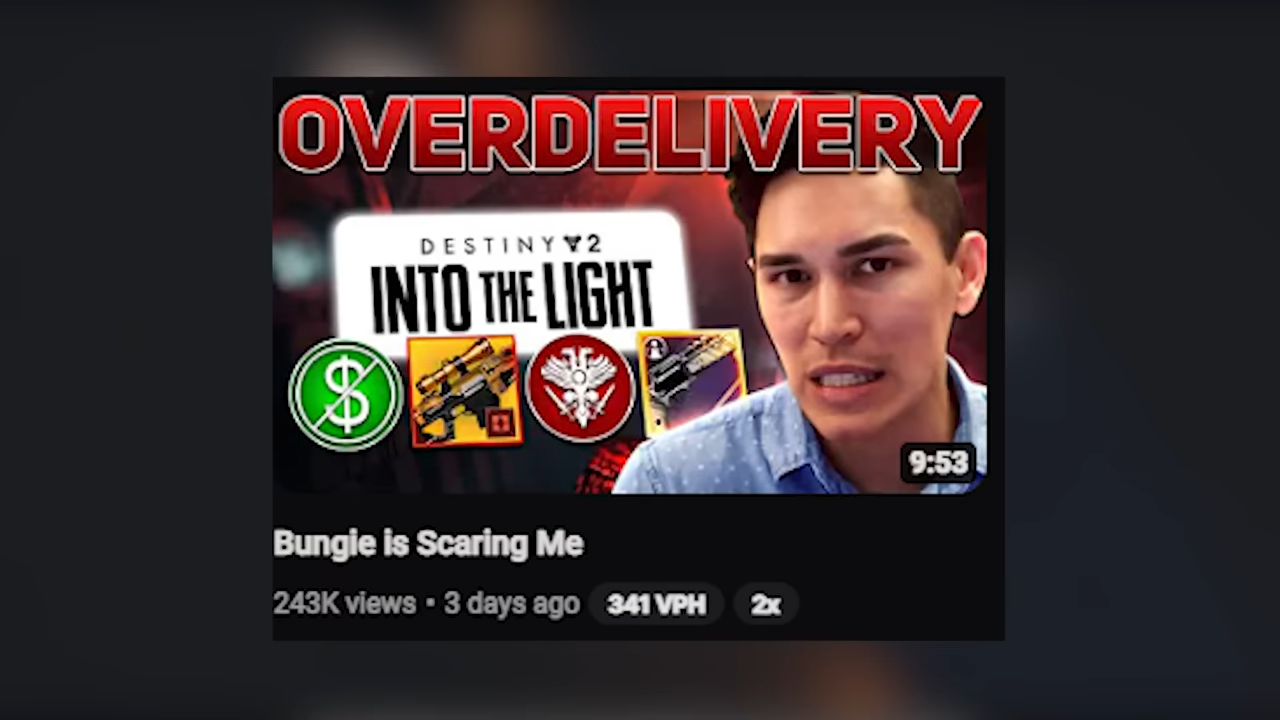 OVERDELIVERY
DESTINY 2
INTO THE LIGHT
$
9:53
Bungie is Scaring Me
243K views • 3 days ago 341 VPH 2x